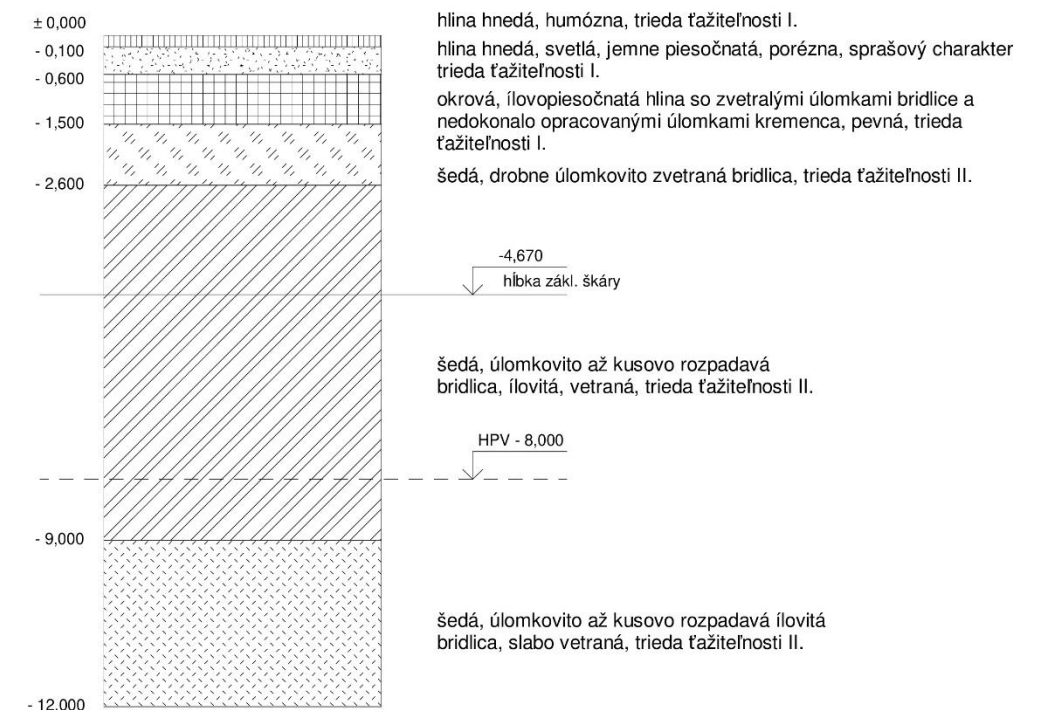 ± 0,000
hlina hnedá, humózna, trieda ťažiteľnosti I.
- 0,100
hlina hnedá, svetlá, jemne piesočnatá, porézna, sprašový charakter
trieda ťažiteľnosti I.
- 0,600
okrová, ílovopiesočnatá hlina so zvetralými úlomkami bridlice a
nedokonalo opracovanými úlomkami kremenca, pevná, trieda
ťažiteľnosti I.
- 1,500
šedá, drobne úlomkovito zvetraná bridlica, trieda ťažiteľnosti II.
- 2,600
-4,670
hĺbka zákl. škáry
šedá, úlomkovito až kusovo rozpadavá
bridlica, ílovitá, vetraná, trieda ťažiteľnosti II.
HPV - 8,000
- 9,000
šedá, úlomkovito až kusovo rozpadavá ílovitá
bridlica, slabo vetraná, trieda ťažiteľnosti II.
- 12,000